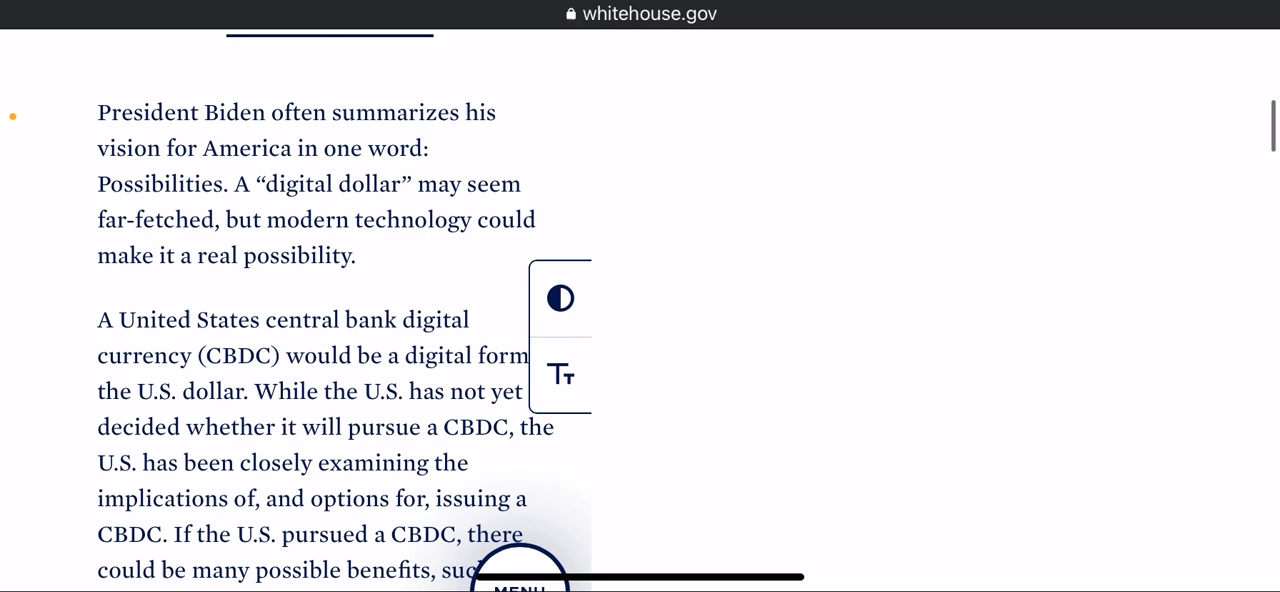 whitehouse.gov
President Biden often summarizes his
vision for America in one word:
Possibilities. A “digital dollar” may seem
far-fetched, but modern technology could
make it a real possibility.
A United States central bank digital
currency (CBDC) would be a digital form
the U.S. dollar. While the U.S. has not yet
decided whether it will pursue a CBDC, the
U.S. has been closely examining the
implications of, and options for, issuing a
CBDC. If the U.S. pursued a CBDC, there
could be many possible benefits,
MENU